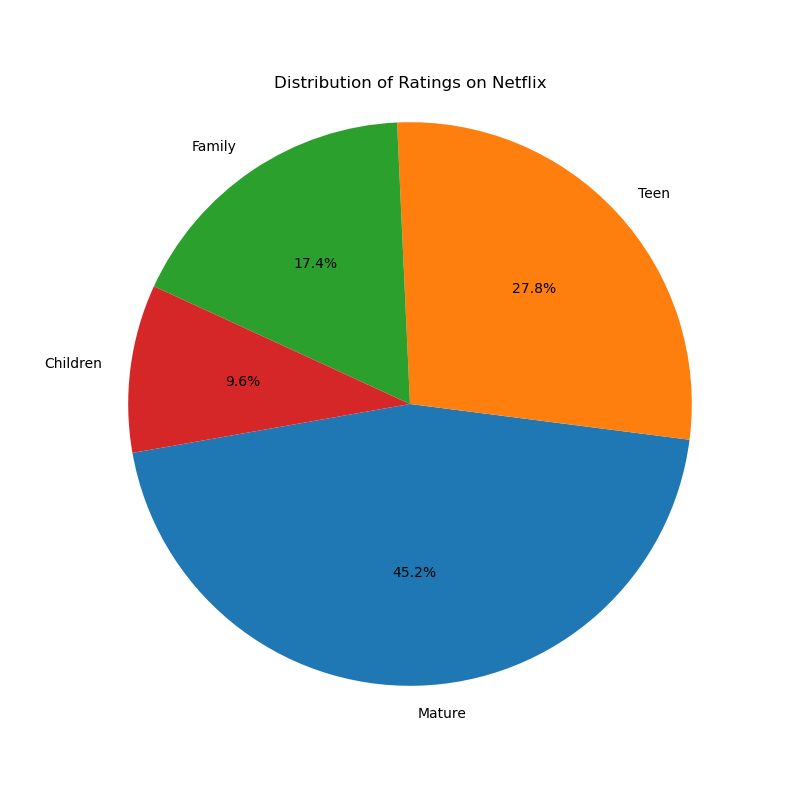 Distribution of Ratings on Netflix
Family
Teen
17.4%
27.8%
Children
9.6%
45.2%
Mature